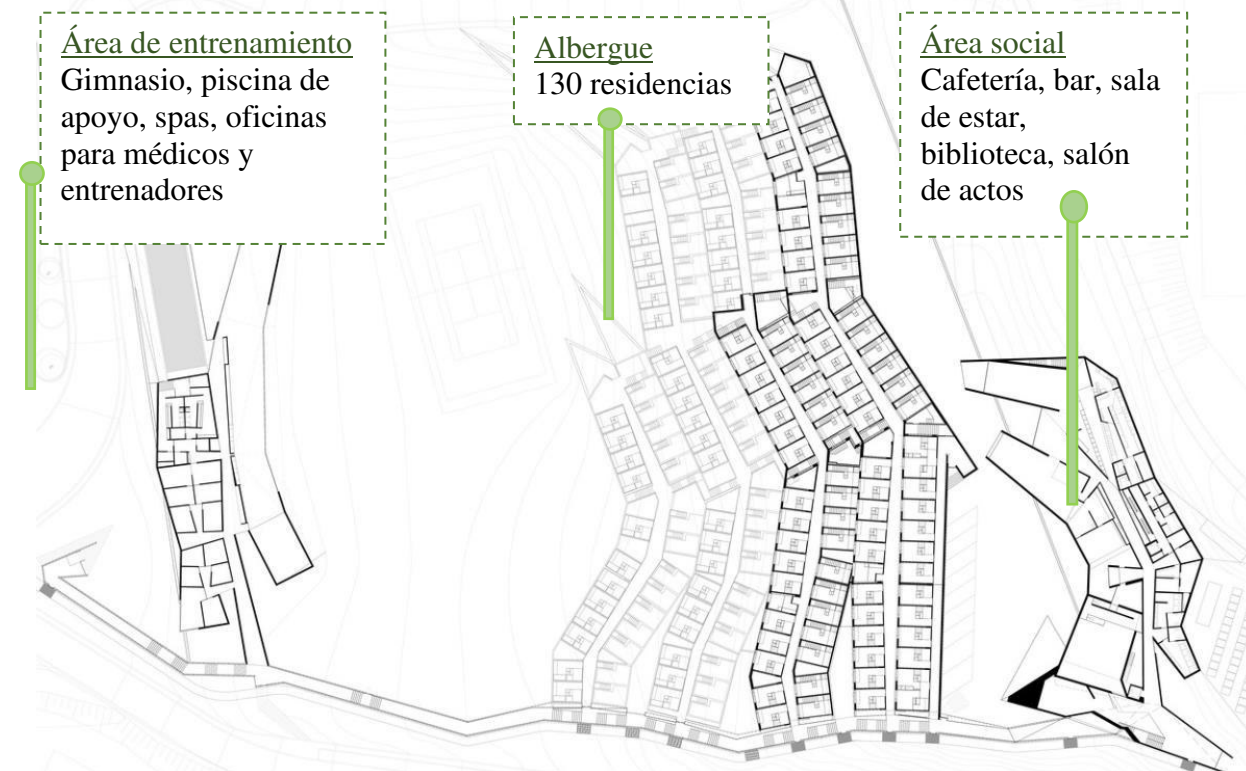 Área de entrenamiento
Gimnasio, piscina de
apoyo, spas, oficinas
para médicos y
entrenadores
Albergue
130 residencias
Área social
Cafetería, bar, sala
de estar,
biblioteca, salón
de actos